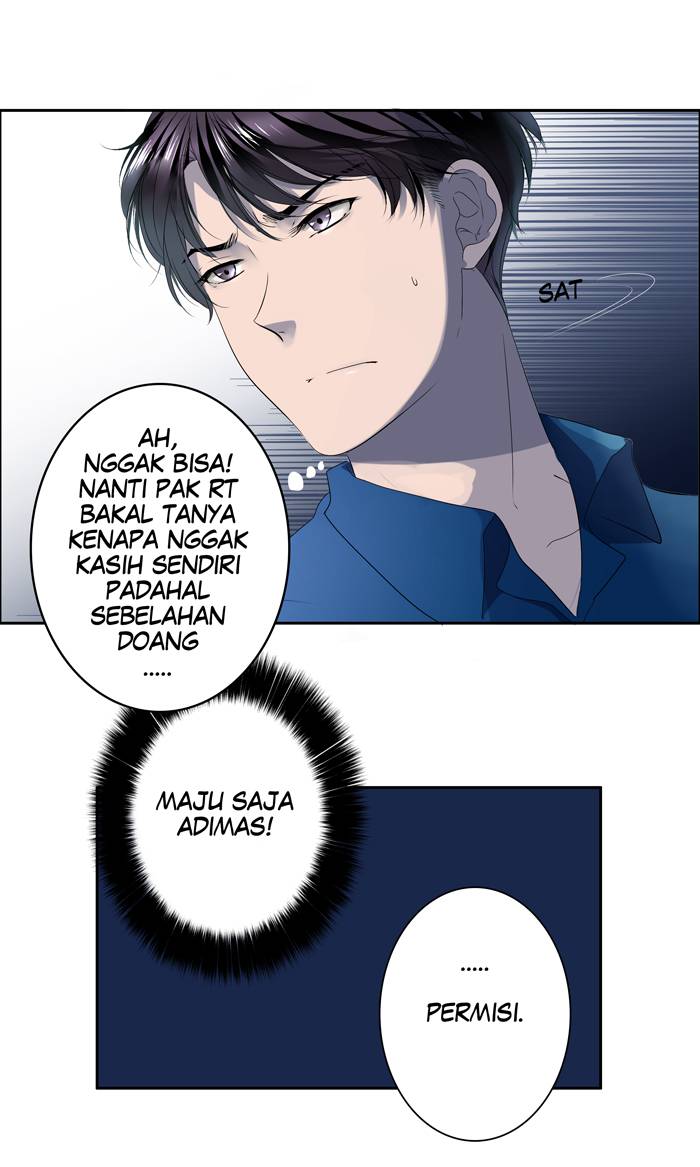 SAT
AH,
NGGAK BISA!
NANTI PAK RT
BAKAL TANYA
KENAPA NGGAK
KASIH SENDIRI
PADAHAL
SEBELAHAN
DOANG
.....
MAJU SAJA
ADIMAS!
.....
PERMISI.